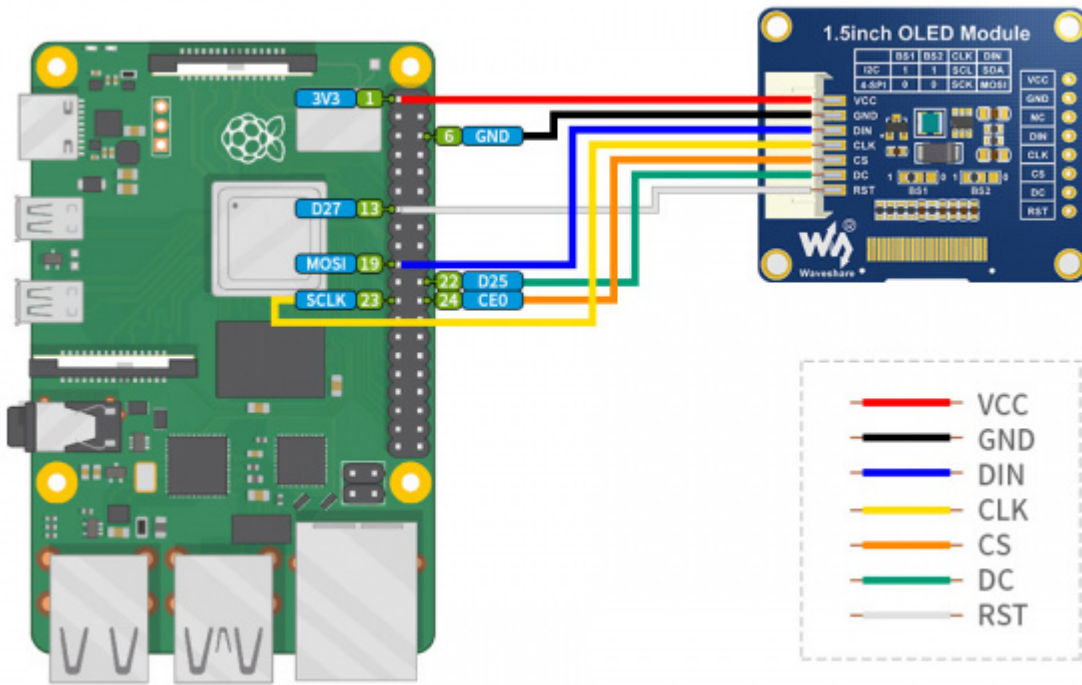 1.5inch OLED Module
BS1 BS2 CLK DIN
I2C 1 1 SCL SDA
4-SPI 0 0 SCK MOSI
3V3 1
6 GND
D27 13
MOSI 19
22 D25
SCLK 23
24 CE0
VCC
GND
DIN
CLK
CS
DC
RST
1 0 1 0
BS1 BS2
VCC
GND
NC
DIN
CLK
CS
DC
RST
®
Waveshare
VCC
GND
DIN
CLK
CS
DC
RST